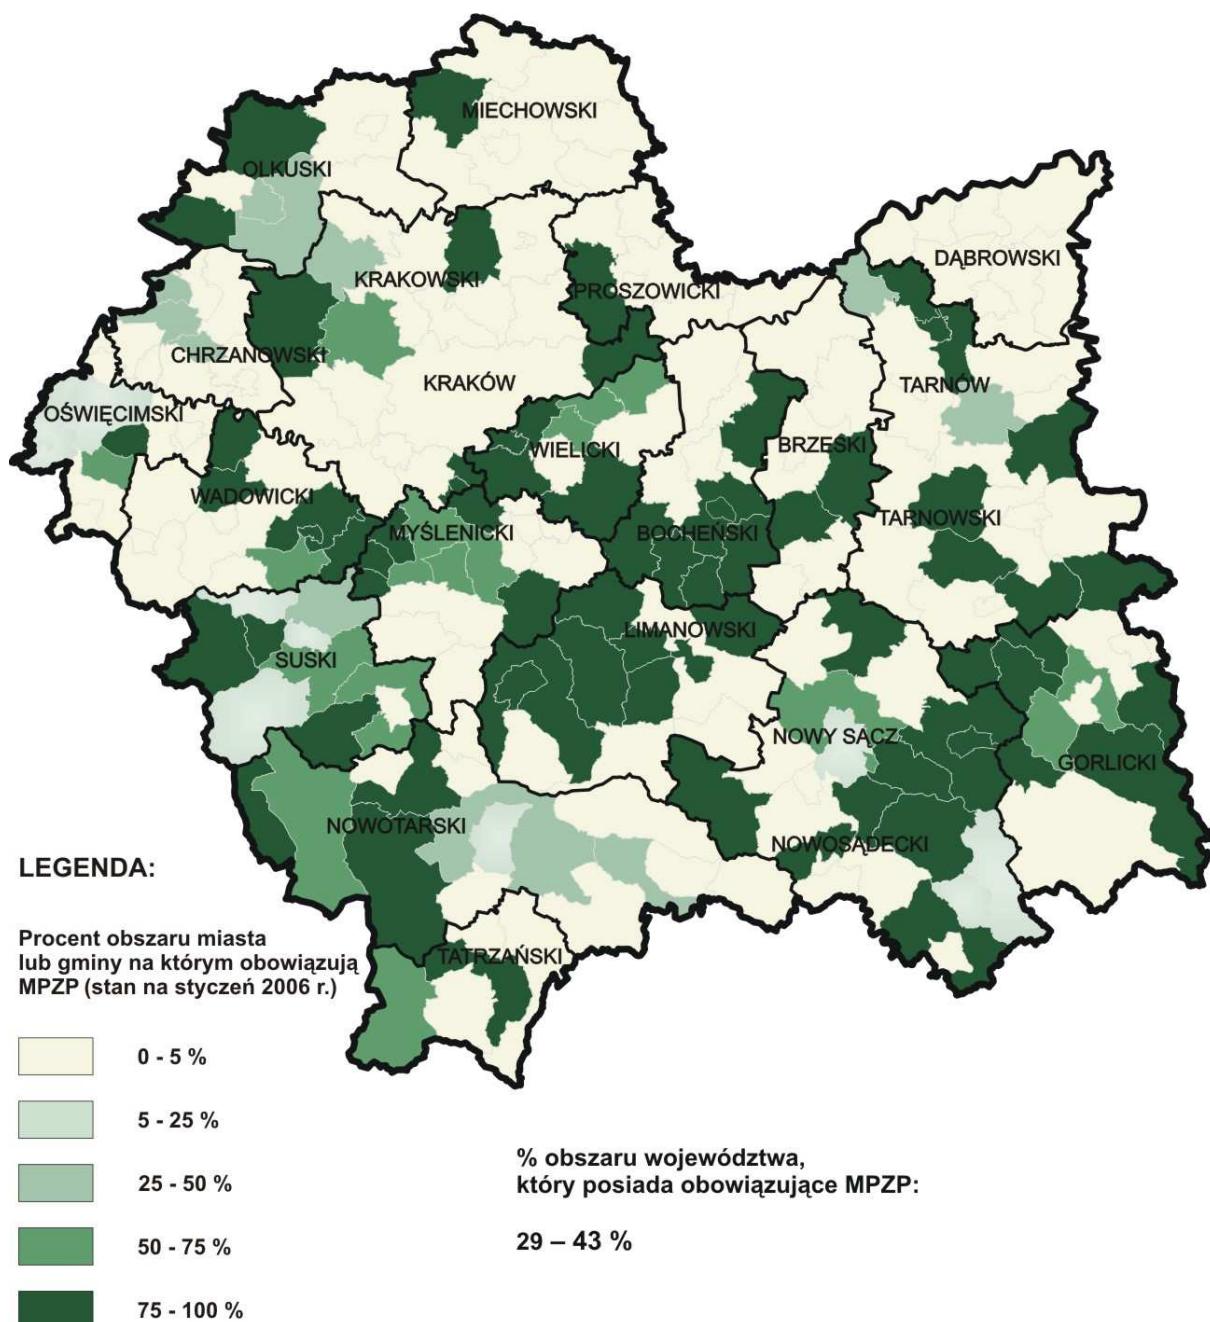 MIECHOWSKI
OLKUSKI
DĄBROWSKI
KRAKOWSKI
PROSZOWICKI
CHRZANOWSKI
KRAKÓW
TARNÓW
OŚWIĘCIMSKI
WIELICKI
BRZESKI
WADOWICKI
MYŚLENICKI
BOCHEŃSKI
TARNOWSKI
LIMANOWSKI
SUSKI
NOWY SĄCZ
GORLICKI
NOWOTARSKI
NOWOSĄDECKI
TATRZAŃSKI
LEGENDA:
Procent obszaru miasta
lub gminy na którym obowiązują
MPZP (stan na styczeń 2006 r.)
0 - 5 %
5 - 25 %
25 - 50 %
50 - 75 %
75 - 100 %
% obszaru województwa,
który posiada obowiązujące MPZP:
29 – 43 %